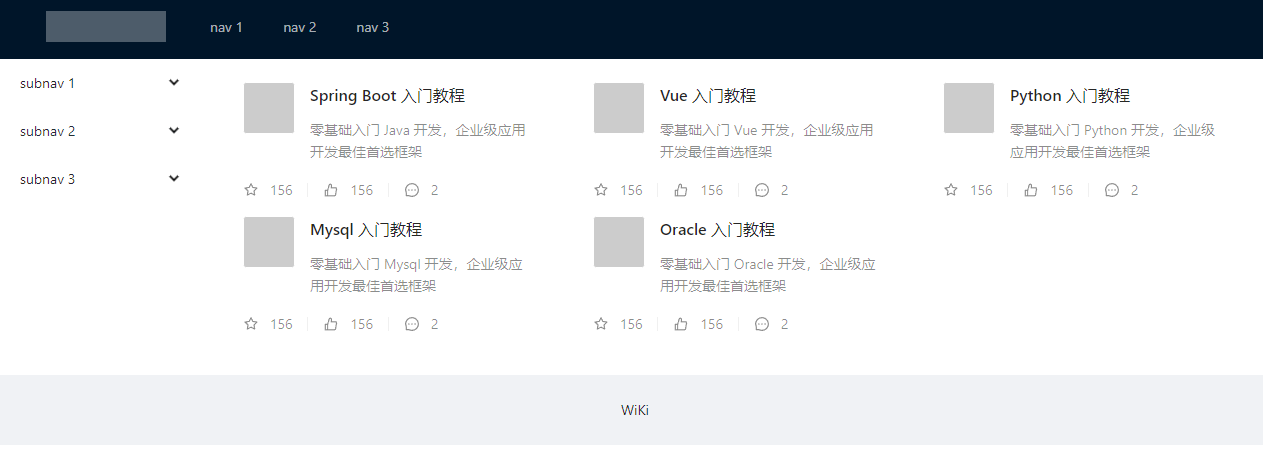 nav 1
nav 2
nav 3
subnav 1
subnav 2
subnav 3
Spring Boot 入门教程
零基础入门 Java 开发，企业级应用
开发最佳首选框架
156
156
2
Vue 入门教程
零基础入门 Vue 开发，企业级应用
开发最佳首选框架
156
156
2
Python 入门教程
零基础入门 Python 开发，企业级
应用开发最佳首选框架
156
156
2
Mysql 入门教程
零基础入门 Mysql 开发，企业级应
用开发最佳首选框架
156
156
2
Oracle 入门教程
零基础入门 Oracle 开发，企业级应
用开发最佳首选框架
156
156
2
WiKi